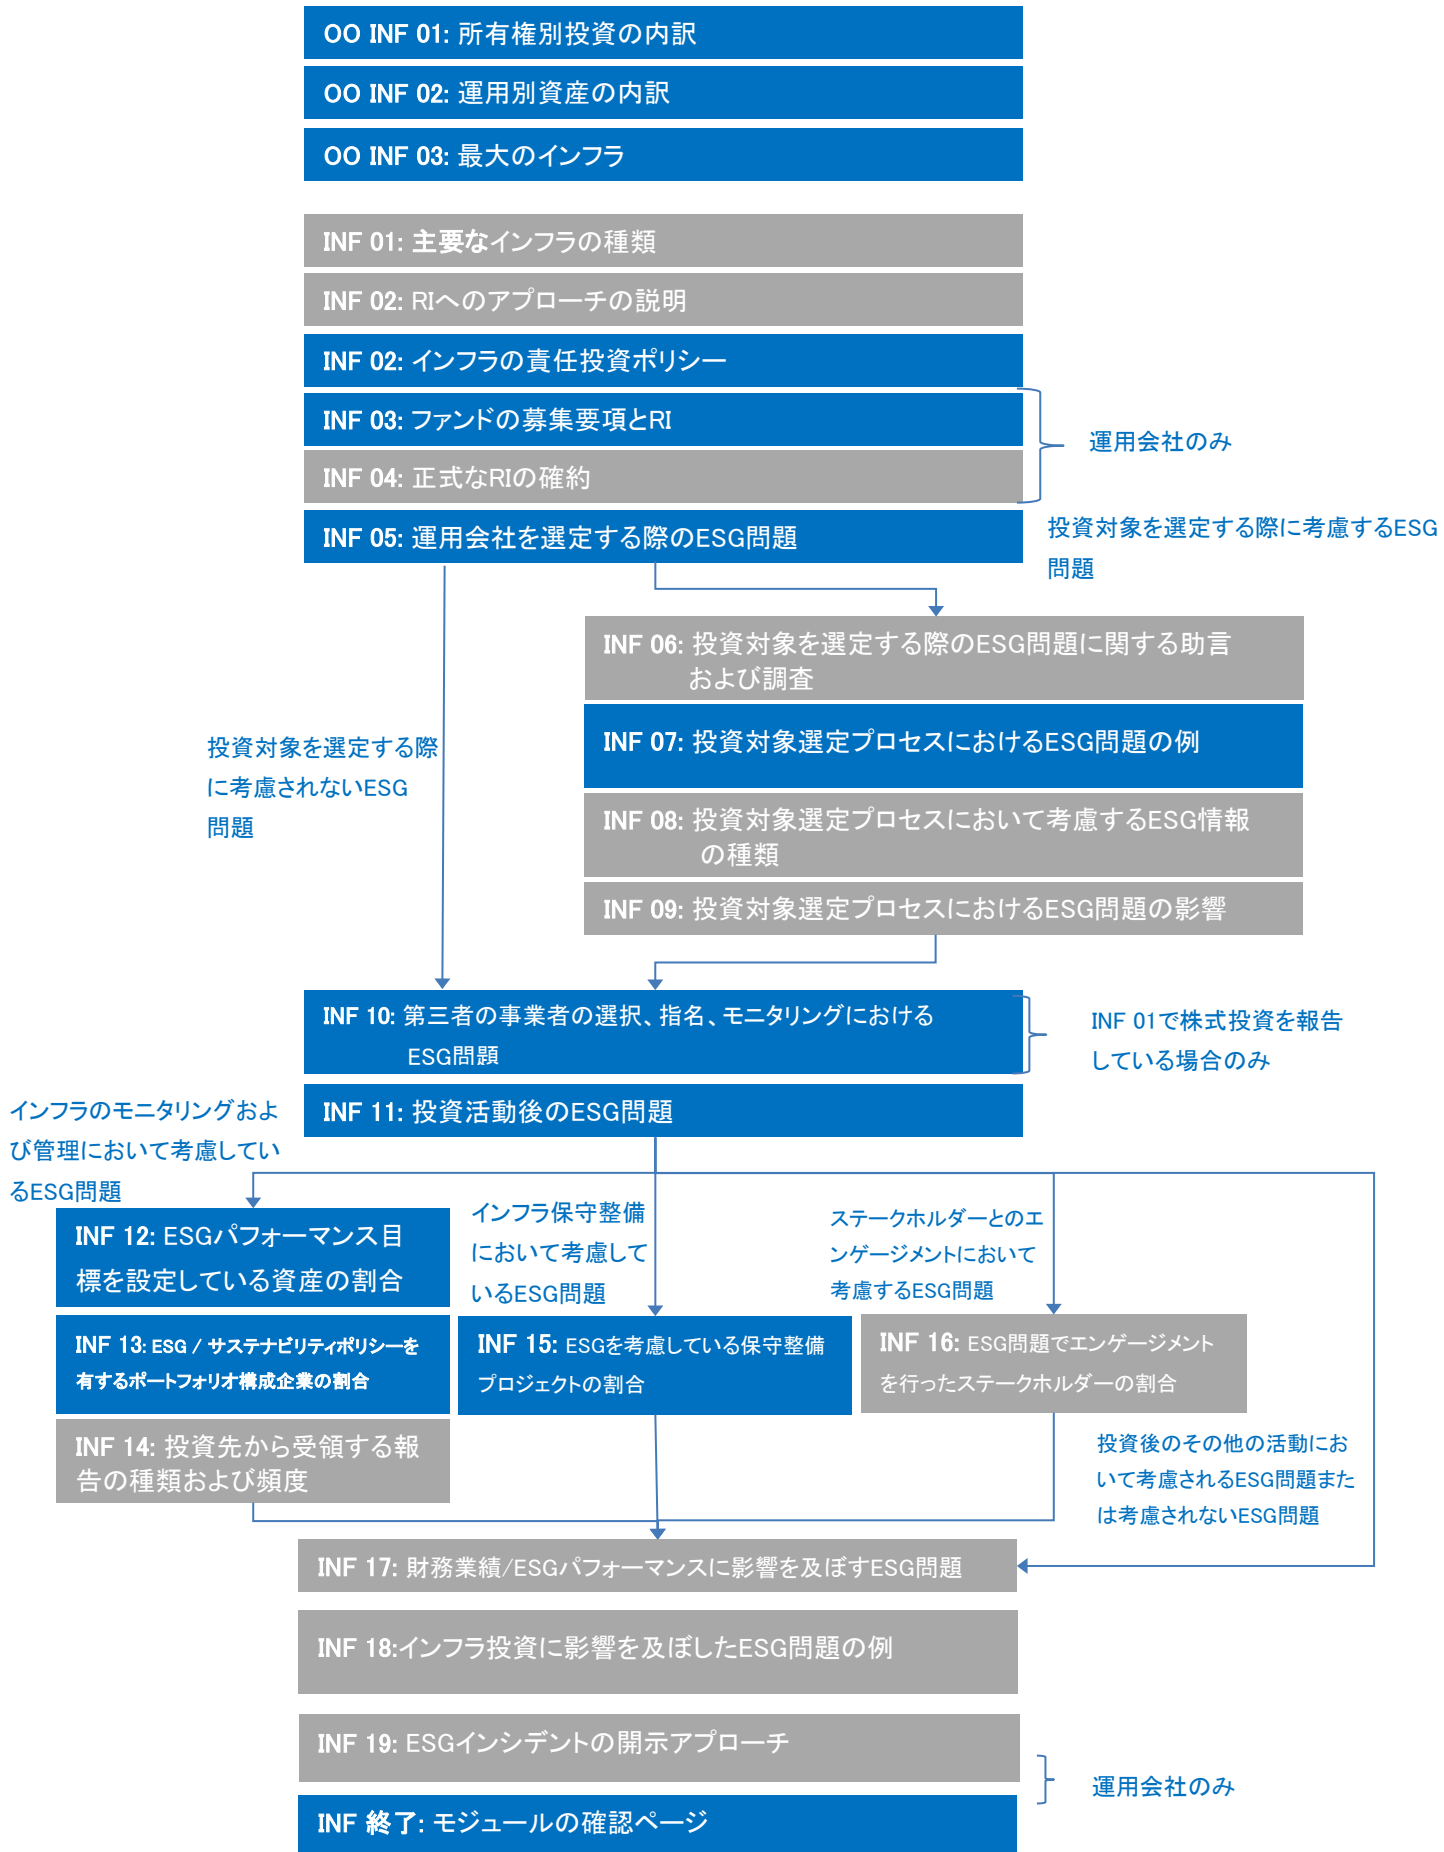 OO INF 01: 所有権別投資の内訳
OO INF 02: 運用別資産の内訳
OO INF 03: 最大のインフラ
INF 01: 主要なインフラの種類
INF 02: RIへのアプローチの説明
INF 02: インフラの責任投資ポリシー
INF 03: ファンドの募集要項とRI
運用会社のみ
INF 04: 正式なRIの確約
INF 05: 運用会社を選定する際のESG問題
投資対象を選定する際に考慮するESG
問題
INF 06: 投資対象を選定する際のESG問題に関する助言
および調査
投資対象を選定する際
に考慮されないESG
問題
INF 07: 投資対象選定プロセスにおけるESG問題の例
INF 08: 投資対象選定プロセスにおいて考慮するESG情報
の種類
INF 09: 投資対象選定プロセスにおけるESG問題の影響
INF 10: 第三者の事業者の選択、指名、モニタリングにおける
ESG問題
INF 01で株式投資を報告
している場合のみ
INF 11: 投資活動後のESG問題
インフラのモニタリングおよ
び管理において考慮してい
るESG問題
インフラ保守整備
において考慮して
いるESG問題
ステークホルダーとのエ
ンゲージメントにおいて
考慮するESG問題
INF 12: ESGパフォーマンス目
標を設定している資産の割合
INF 13: ESG / サステナビリティポリシーを
有するポートフォリオ構成企業の割合
INF 14: 投資先から受領する報
告の種類および頻度
INF 15: ESGを考慮している保守整備
プロジェクトの割合
INF 16: ESG問題でエンゲージメント
を行ったステークホルダーの割合
投資後のその他の活動にお
いて考慮されるESG問題また
は考慮されないESG問題
INF 17: 財務業績/ESGパフォーマンスに影響を及ぼすESG問題
INF 18:インフラ投資に影響を及ぼしたESG問題の例
INF 19: ESGインシデントの開示アプローチ
運用会社のみ
INF 終了: モジュールの確認ページ